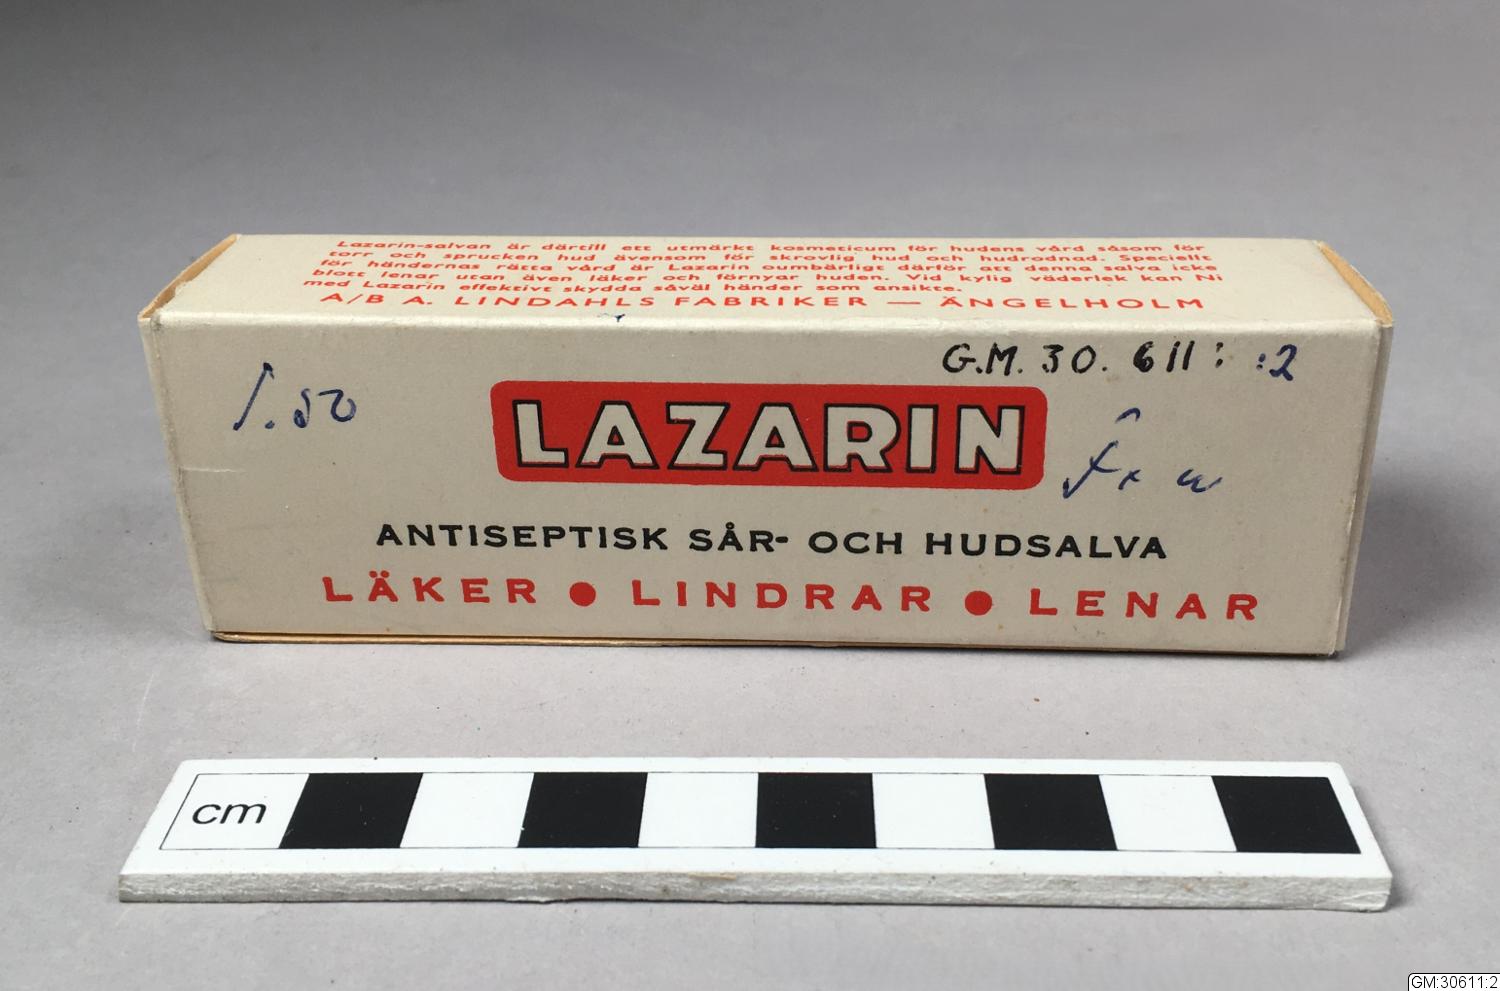 Lazarin-salvan är därtill ett utmärkt kosmeticum för hudens vård såsom för
torr och sprucken hud ävensom för skrovlig hud och hudrodnad. Speciellt
för händernas rätta vård är Lazarin oumbärligt därför att denna salva icke
blott lenar utan även läker och förnyar huden. Vid kylig väderlek kan Ni
med Lazarin effektivt skydda såväl händer som ansikte.
A/B A. LINDAHLS FABRIKER — ÄNGELHOLM
G.M. 30. 611: :2
1.50
LAZARIN
ANTISEPTISK SÅR- OCH HUDSALVA
LÄKER ● LINDRAR ● LENAR
cm
GM:30611:2